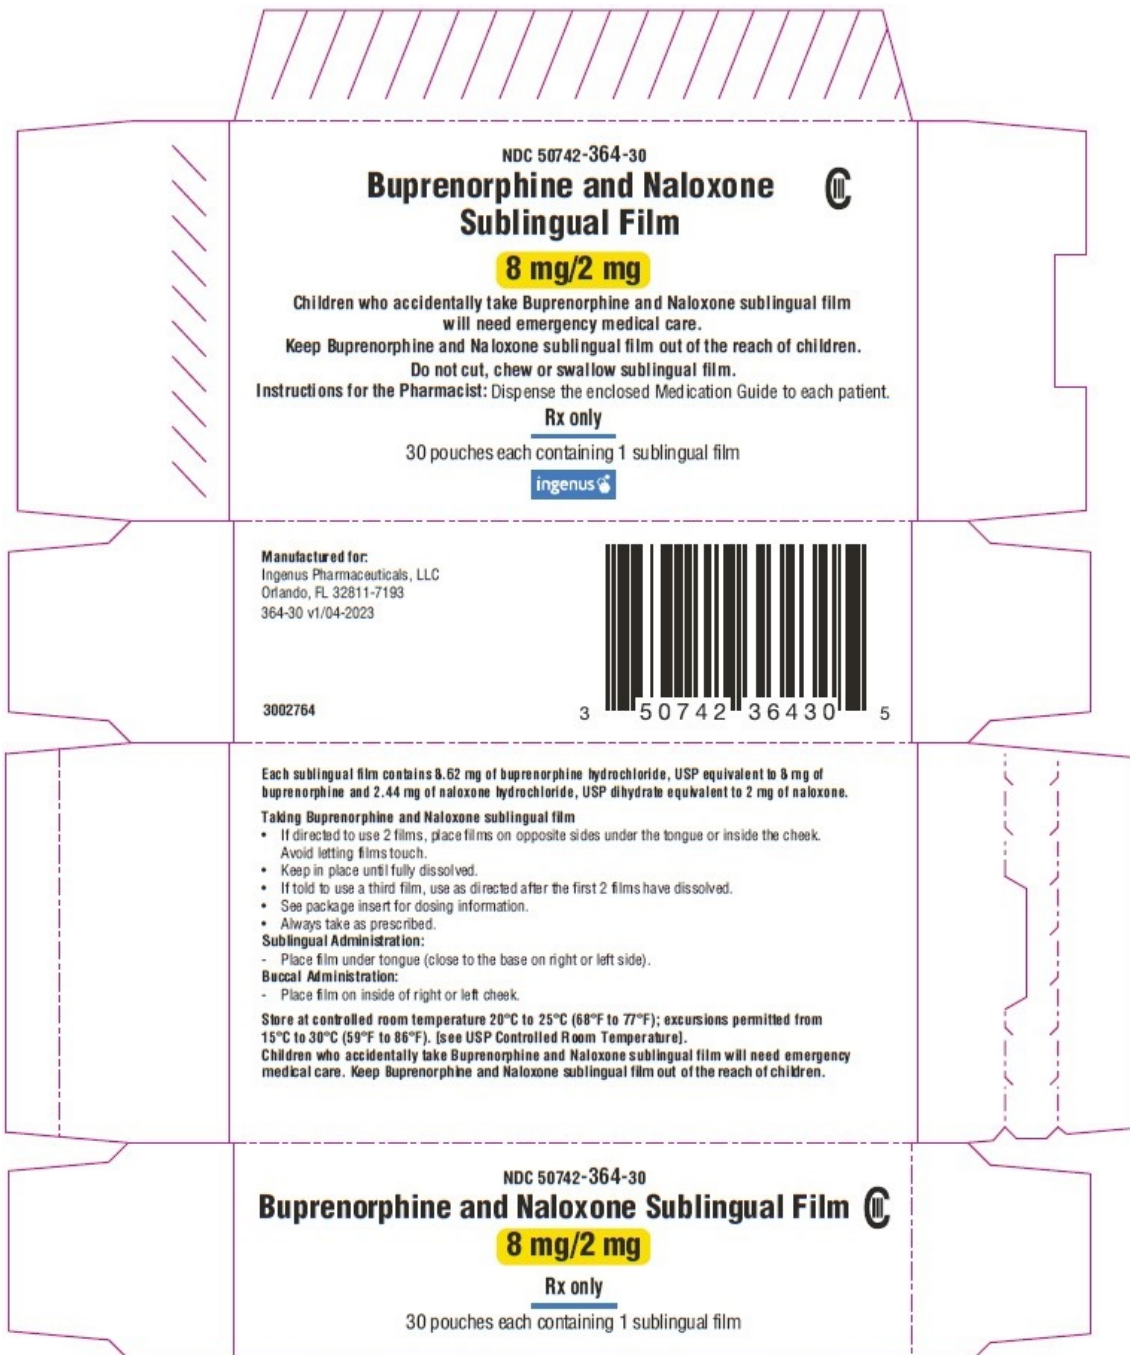 NDC 50742-364-30
Buprenorphine and Naloxone
Sublingual Film
CIII
8 mg/2 mg
Children who accidentally take Buprenorphine and Naloxone sublingual film
will need emergency medical care.
Keep Buprenorphine and Naloxone sublingual film out of the reach of children.
Do not cut, chew or swallow sublingual film.
Instructions for the Pharmacist: Dispense the enclosed Medication Guide to each patient.
Rx only
30 pouches each containing 1 sublingual film
ingenus
Manufactured for:
Ingenus Pharmaceuticals, LLC
Orlando, FL 32811-7193
364-30 v1/04-2023
3002764
3 50742 36430 5
Each sublingual film contains 8.62 mg of buprenorphine hydrochloride, USP equivalent to 8 mg of
buprenorphine and 2.44 mg of naloxone hydrochloride, USP dihydrate equivalent to 2 mg of naloxone.
Taking Buprenorphine and Naloxone sublingual film
• If directed to use 2 films, place films on opposite sides under the tongue or inside the cheek.
Avoid letting films touch.
• Keep in place until fully dissolved.
• If told to use a third film, use as directed after the first 2 films have dissolved.
• See package insert for dosing information.
• Always take as prescribed.
Sublingual Administration:
- Place film under tongue (close to the base on right or left side).
Buccal Administration:
- Place film on inside of right or left cheek.
Store at controlled room temperature 20°C to 25°C (68°F to 77°F); excursions permitted from
15°C to 30°C (59°F to 86°F). [see USP Controlled Room Temperature].
Children who accidentally take Buprenorphine and Naloxone sublingual film will need emergency
medical care. Keep Buprenorphine and Naloxone sublingual film out of the reach of children.
NDC 50742-364-30
Buprenorphine and Naloxone Sublingual Film CIII
8 mg/2 mg
Rx only
30 pouches each containing 1 sublingual film